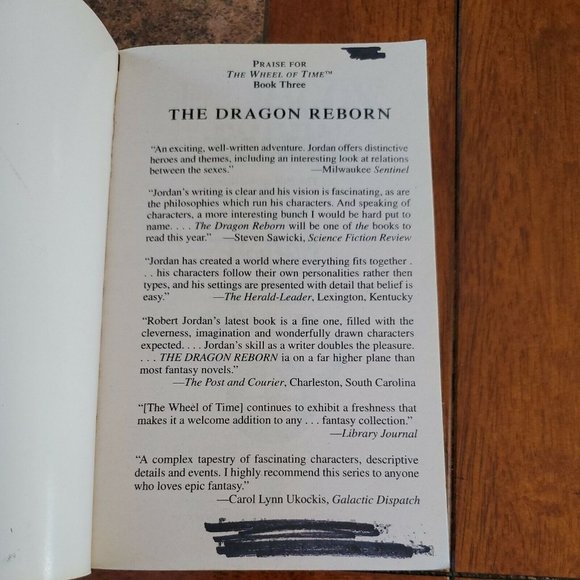 PRAISE FOR
THE WHEEL OF TIME™
Book Three
THE DRAGON REBORN
“An exciting, well-written adventure. Jordan offers distinctive
heroes and themes, including an interesting look at relations
between the sexes.” —Milwaukee Sentinel
“Jordan’s writing is clear and his vision is fascinating, as are
the philosophies which run his characters. And speaking of
characters, a more interesting bunch I would be hard put to
name. . . . The Dragon Reborn will be one of the books to
read this year.” —Steven Sawicki, Science Fiction Review
“Jordan has created a world where everything fits together .
. . his characters follow their own personalities rather then
types, and his settings are presented with detail that belief is
easy.” —The Herald-Leader, Lexington, Kentucky
“Robert Jordan’s latest book is a fine one, filled with the
cleverness, imagination and wonderfully drawn characters
expected. . . . Jordan’s skill as a writer doubles the pleasure.
. . . THE DRAGON REBORN ia on a far higher plane than
most fantasy novels.”
—The Post and Courier, Charleston, South Carolina
“[The Wheel of Time] continues to exhibit a freshness that
makes it a welcome addition to any . . . fantasy collection.”
—Library Journal
“A complex tapestry of fascinating characters, descriptive
details and events. I highly recommend this series to anyone
who loves epic fantasy.”
—Carol Lynn Ukockis, Galactic Dispatch